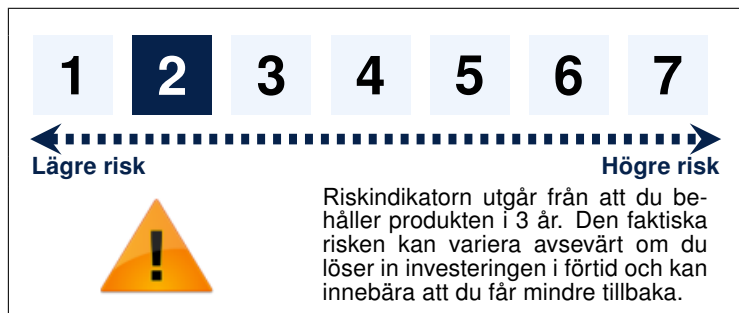 1 2 3 4 5 6 7
Lägre risk Högre risk
Riskindikatorn utgår från att du be-
håller produkten i 3 år. Den faktiska
risken kan variera avsevärt om du
löser in investeringen i förtid och kan
innebära att du får mindre tillbaka.